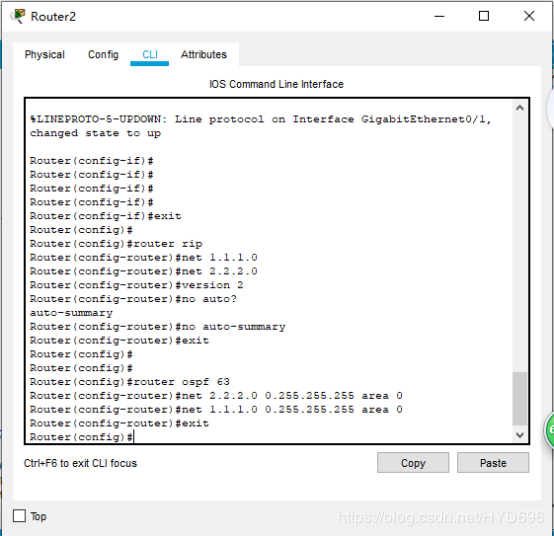 Router2
Physical Config CLI Attributes
IOS Command Line Interface
%LINEPROTO-5-UPDOWN: Line protocol on Interface GigabitEthernet0/1,
changed state to up
Router(config-if)#
Router(config-if)#
Router(config-if)#
Router(config-if)#
Router(config-if)#exit
Router(config)#
Router(config)#router rip
Router(config-router)#net 1.1.1.0
Router(config-router)#net 2.2.2.0
Router(config-router)#version 2
Router(config-router)#no auto?
auto-summary
Router(config-router)#no auto-summary
Router(config-router)#exit
Router(config)#
Router(config)#
Router(config)#router ospf 63
Router(config-router)#net 2.2.2.0 0.255.255.255 area 0
Router(config-router)#net 1.1.1.0 0.255.255.255 area 0
Router(config-router)#exit
Router(config)#
Ctrl+F6 to exit CLI focus
Copy Paste
Top
https://blog.csdn.net/HYD696